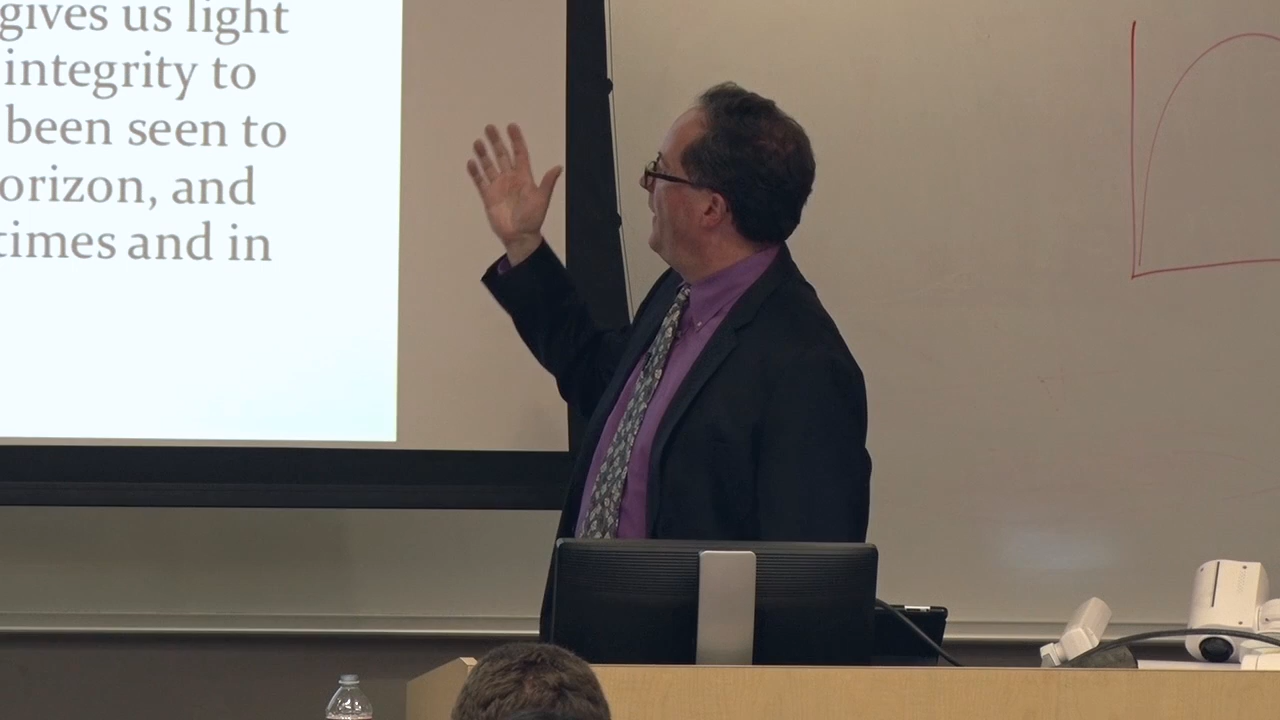 gives us light
integrity to
been seen to
orizon, and
times and in